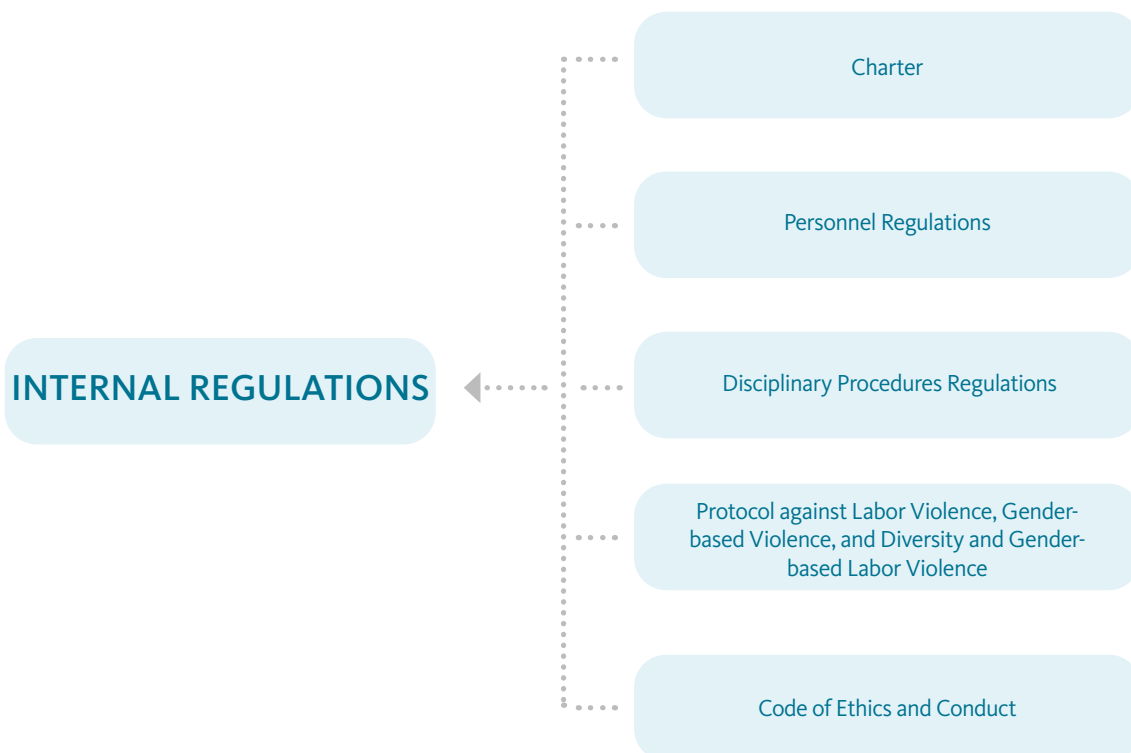 Charter
Personnel Regulations
INTERNAL REGULATIONS
Disciplinary Procedures Regulations
Protocol against Labor Violence, Gender-
based Violence, and Diversity and Gender-
based Labor Violence
Code of Ethics and Conduct